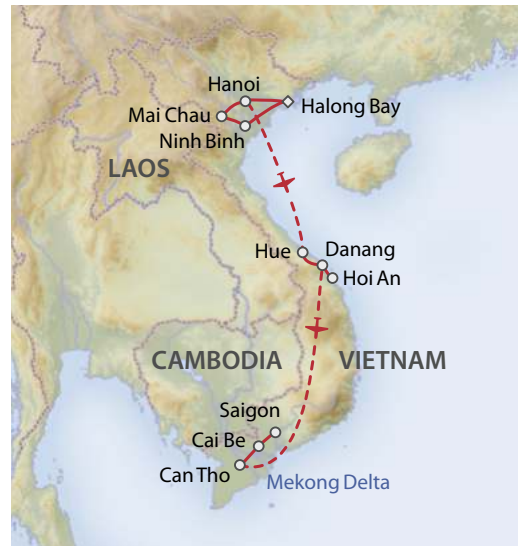 Hanoi
Halong Bay
Mai Chau
Ninh Binh
LAOS
Danang
Hue
Hoi An
CAMBODIA
VIETNAM
Saigon
Cai Be
Can Tho
Mekong Delta